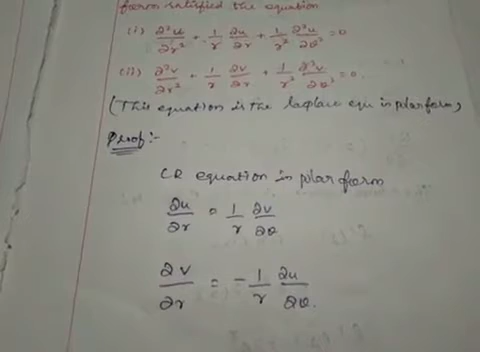 form satisfied the equation
(i) ∂²u/∂r² + 1/r ∂u/∂r + 1/r² ∂²u/∂θ² = 0
(ii) ∂²v/∂r² + 1/r ∂v/∂r + 1/r² ∂²v/∂θ² = 0.
(This equation is the laplace equ in polar form)
Proof :-
CR equation in polar form
∂u/∂r = 1/r ∂v/∂θ
∂v/∂r = - 1/r ∂u/∂θ.